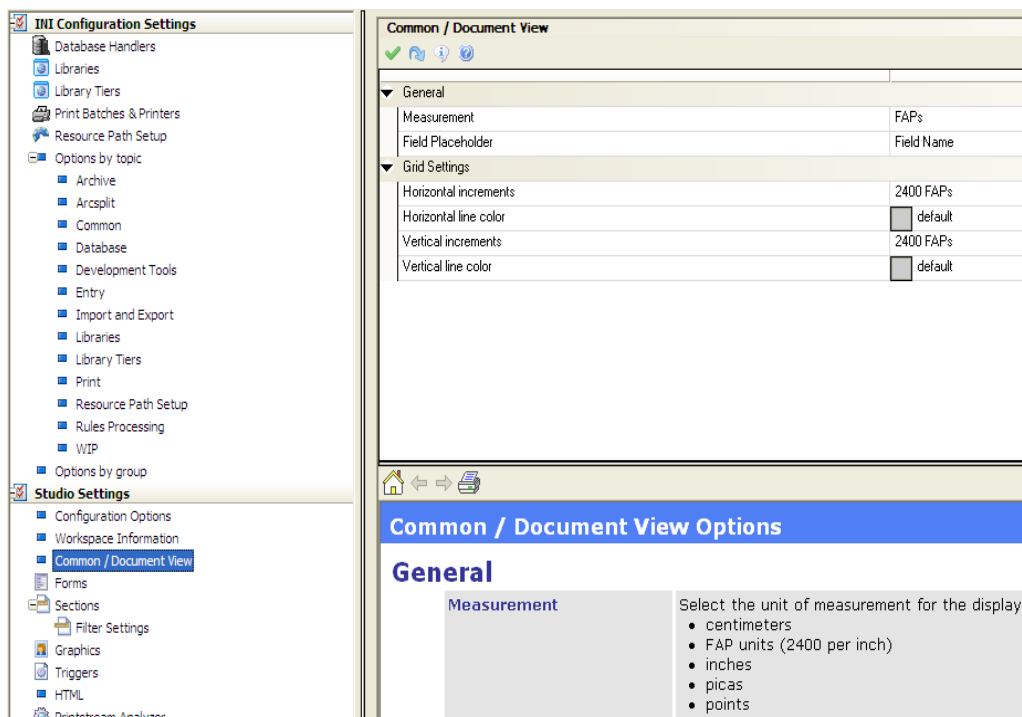 INI Configuration Settings
Database Handlers
Libraries
Library Tiers
Print Batches & Printers
Resource Path Setup
Options by topic
Archive
Arcsplit
Common
Database
Development Tools
Entry
Import and Export
Libraries
Library Tiers
Print
Resource Path Setup
Rules Processing
WIP
Options by group
Studio Settings
Configuration Options
Workspace Information
Common / Document View
Forms
Sections
Filter Settings
Graphics
Triggers
HTML
Printstream Analyzer
Common / Document View
General
Measurement FAPs
Field Placeholder Field Name
Grid Settings
Horizontal increments 2400 FAPs
Horizontal line color default
Vertical increments 2400 FAPs
Vertical line color default
Common / Document View Options
General
Measurement Select the unit of measurement for the display
• centimeters
• FAP units (2400 per inch)
• inches
• picas
• points